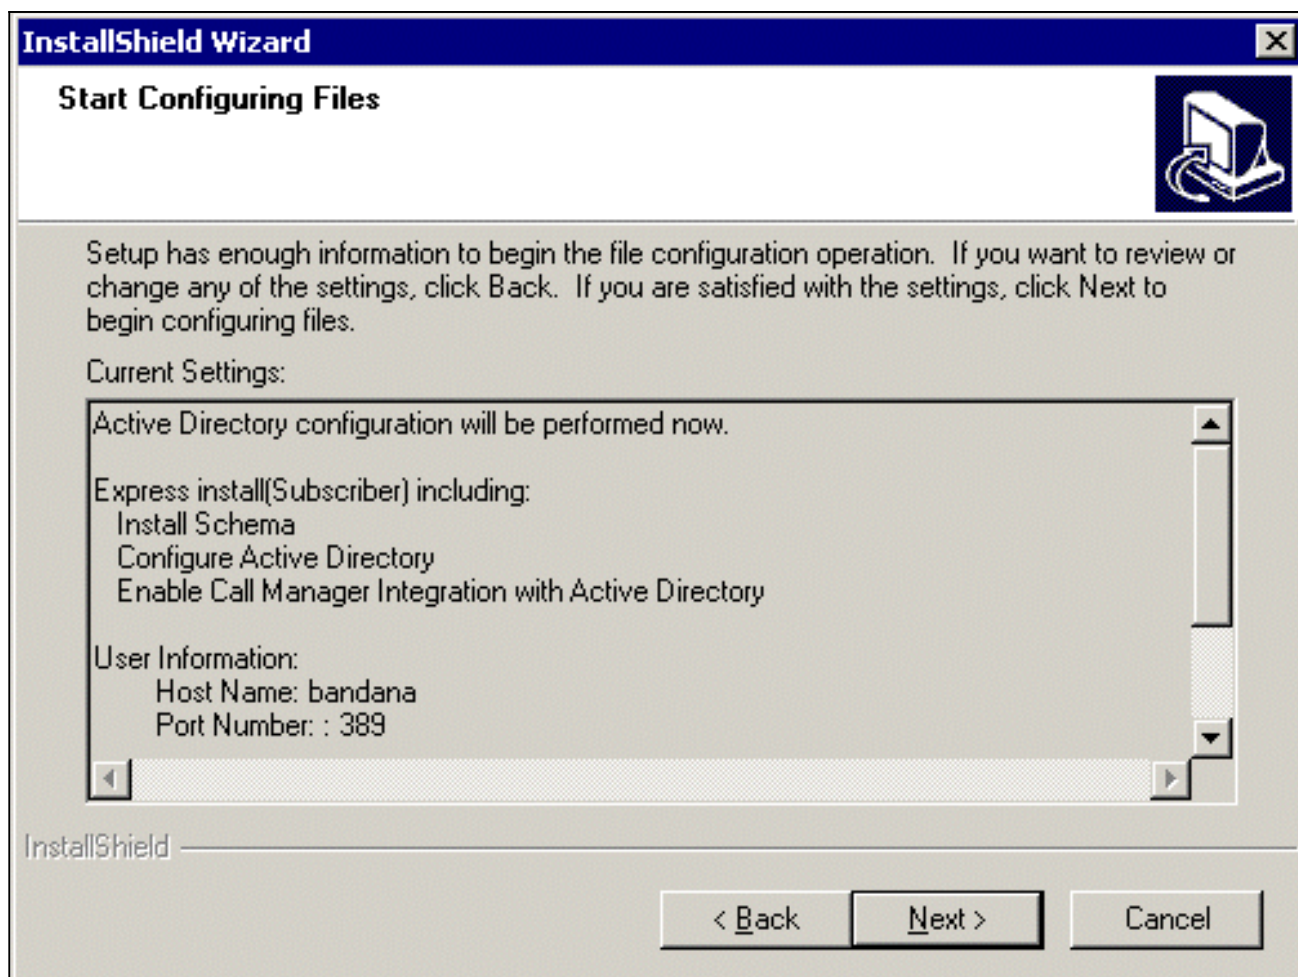 InstallShield Wizard
Start Configuring Files
Setup has enough information to begin the file configuration operation.  If you want to review or
change any of the settings, click Back.  If you are satisfied with the settings, click Next to
begin configuring files.
Current Settings:
Active Directory configuration will be performed now.
Express install(Subscriber) including:
Install Schema
Configure Active Directory
Enable Call Manager Integration with Active Directory
User Information:
Host Name: bandana
Port Number: : 389
InstallShield
< Back
Next >
Cancel